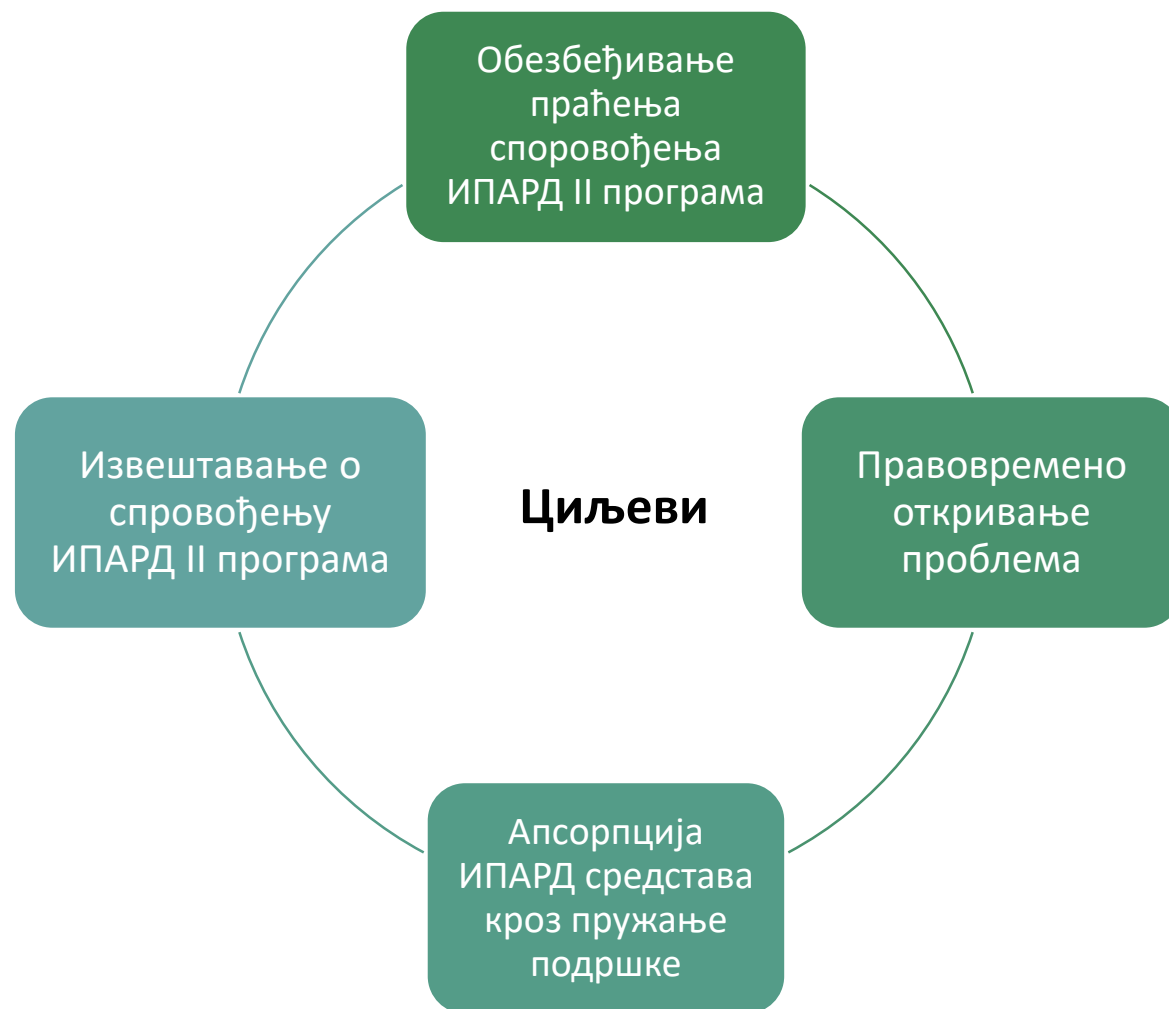 Обезбеђивање
праћења
споровођења
ИПАРД II програма
Правовремено
откривање
проблема
Апсорпција
ИПАРД средстава
кроз пружање
подршке
Извештавање о
спровођењу
ИПАРД II програма
Циљеви